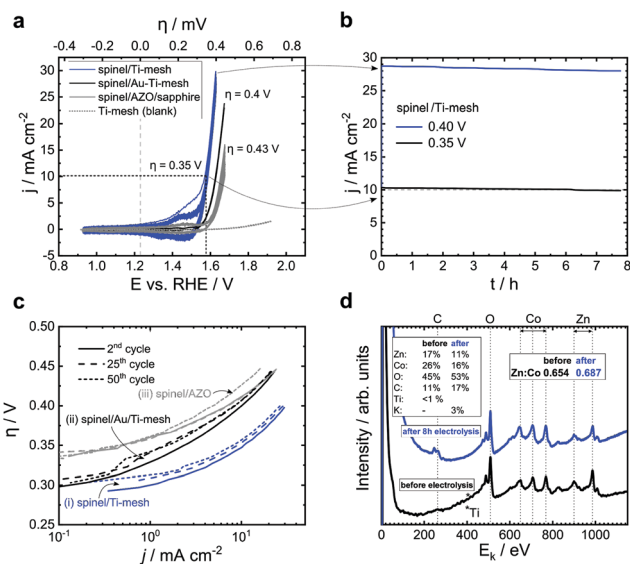 a
η / mV
-0.3 0.0 0.3 0.6 0.9
spinel/Ti-mesh
spinel/Au-Ti-mesh
spinel/AZO/sapphire
Ti-mesh (blank)
η = 0.4 V
η = 0.35 V
η = 0.43 V
j / mA cm-2
30
25
20
15
10
5
0
-5
0.8 1.0 1.2 1.4 1.6 1.8 2.0
E vs. RHE / V
b
j / mA cm-2
30
25
20
15
10
5
0
spinel/Ti-mesh
0.40 V
0.35 V
0 1 2 3 4 5 6 7 8
t / h
c
η / V
0.50
0.45
0.40
0.35
0.30
0.25
2nd cycle
25th cycle
50th cycle
(iii) spinel/AZO
(ii) spinel/Au/Ti-mesh
(i) spinel/Ti-mesh
10-1 100 101
j / mA cm-2
d
C O Co Zn
Intensity / arb. units
before after
Zn: 17% 11%
Co: 26% 16%
O: 45% 53%
C: 11% 17%
Ti: <1 %
K: - 3%
before after
Zn:Co 0.654 0.687
after 8h electrolysis
before electrolysis
*Ti
0 200 400 600 800 1000
Ek / eV